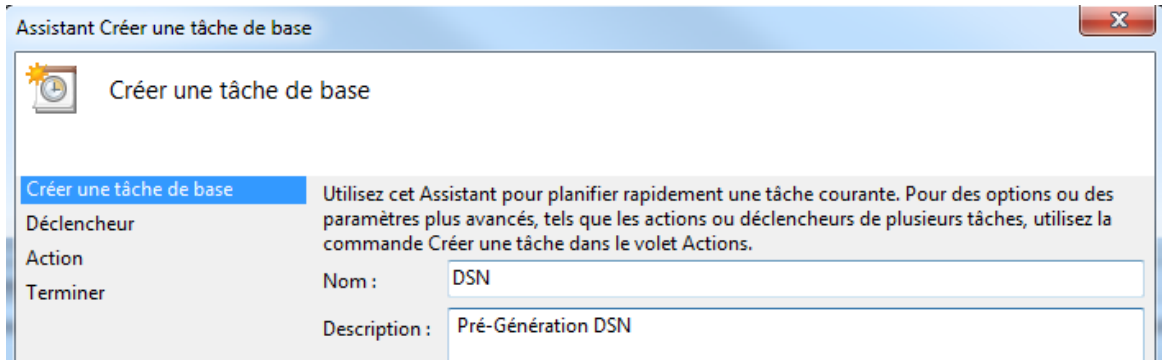 Assistant Créer une tâche de base
Créer une tâche de base
Créer une tâche de base
Déclencheur
Action
Terminer
Utilisez cet Assistant pour planifier rapidement une tâche courante. Pour des options ou des
paramètres plus avancés, tels que les actions ou déclencheurs de plusieurs tâches, utilisez la
commande Créer une tâche dans le volet Actions.
Nom : DSN
Description : Pré-Génération DSN